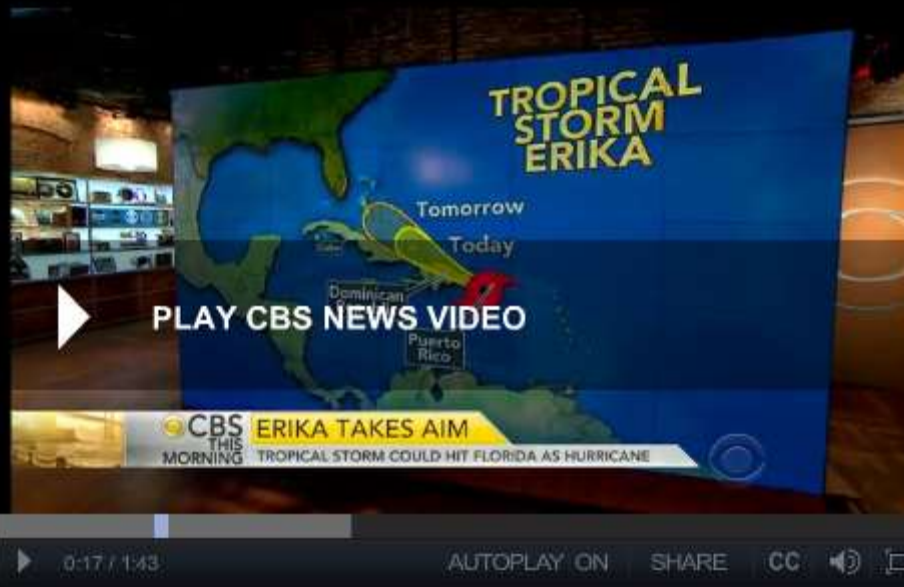 TROPICAL
STORM
ERIKA
Tomorrow
Today
Dominican
PLAY CBS NEWS VIDEO
Puerto
Rico
CBS
THIS
MORNING
ERIKA TAKES AIM
TROPICAL STORM COULD HIT FLORIDA AS HURRICANE
0:17 / 1:43
AUTOPLAY ON
SHARE
CC